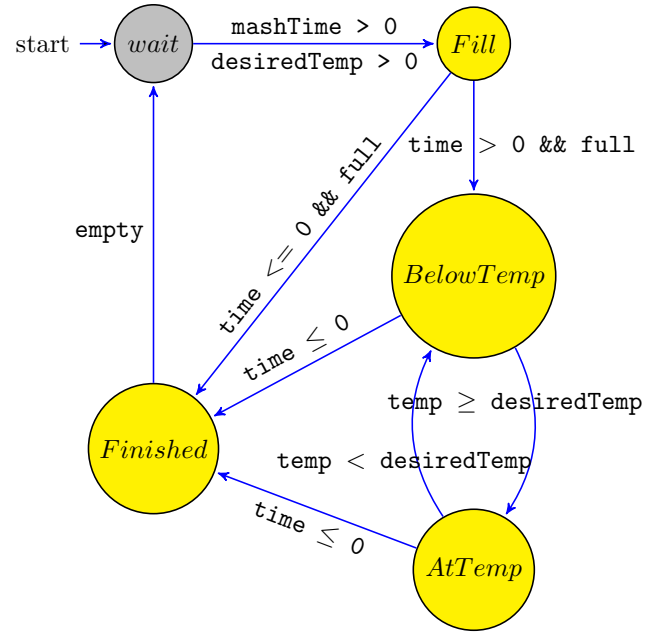 start
wait
mashTime > 0
desiredTemp > 0
Fill
time > 0 && full
time <= 0 && full
empty
BelowTemp
time ≤ 0
temp ≥ desiredTemp
Finished
temp < desiredTemp
time ≤ 0
AtTemp